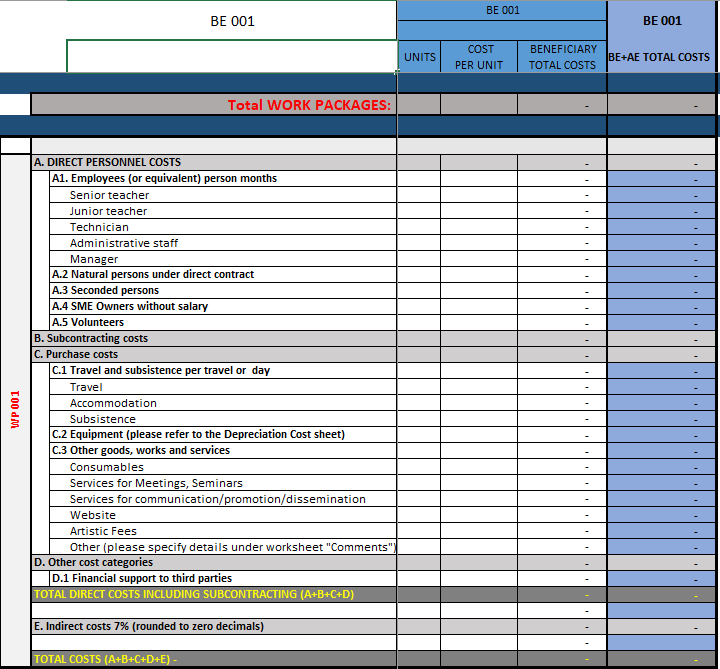 BE 001
BE 001
BE 001
UNITS
COST
PER UNIT
BENEFICIARY
TOTAL COSTS
BE+AE TOTAL COSTS
Total WORK PACKAGES: - -
WP 001
A. DIRECT PERSONNEL COSTS - -
A1. Employees (or equivalent) person months - -
Senior teacher - -
Junior teacher - -
Technician - -
Administrative staff - -
Manager - -
A.2 Natural persons under direct contract - -
A.3 Seconded persons - -
A.4 SME Owners without salary - -
A.5 Volunteers - -
B. Subcontracting costs - -
C. Purchase costs - -
C.1 Travel and subsistence per travel or day - -
Travel - -
Accommodation - -
Subsistence - -
C.2 Equipment (please refer to the Depreciation Cost sheet) - -
C.3 Other goods, works and services - -
Consumables - -
Services for Meetings, Seminars - -
Services for communication/promotion/dissemination - -
Website - -
Artistic Fees - -
Other (please specify details under worksheet "Comments") - -
D. Other cost categories - -
D.1 Financial support to third parties - -
TOTAL DIRECT COSTS INCLUDING SUBCONTRACTING (A+B+C+D) - -
-
E. Indirect costs 7% (rounded to zero decimals) - -
-
TOTAL COSTS (A+B+C+D+E) - - -